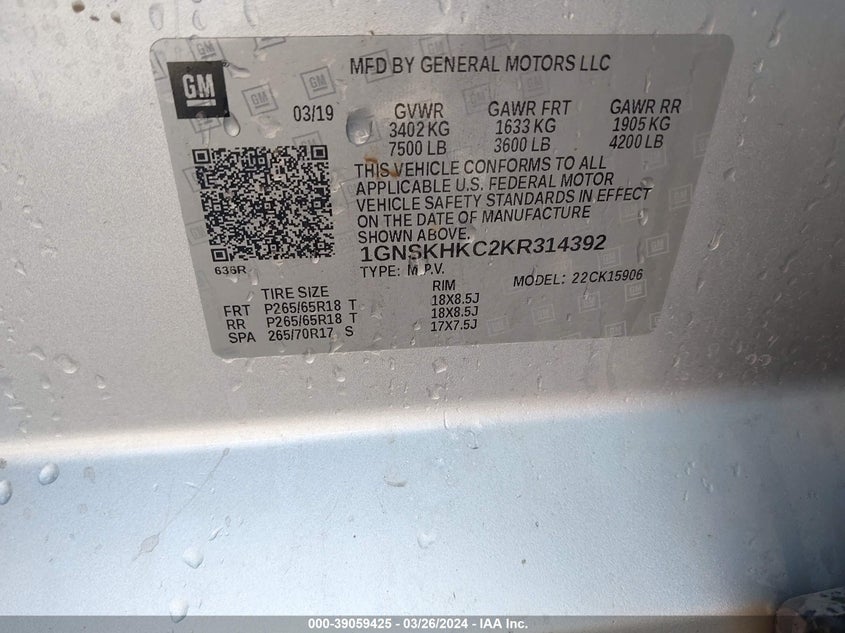 GM
MFD BY GENERAL MOTORS LLC
03/19
GVWR GAWR FRT GAWR RR
3402 KG 1633 KG 1905 KG
7500 LB 3600 LB 4200 LB
THIS VEHICLE CONFORMS TO ALL
APPLICABLE U.S. FEDERAL MOTOR
VEHICLE SAFETY STANDARDS IN EFFECT
ON THE DATE OF MANUFACTURE
SHOWN ABOVE.
1GNSKHKC2KR314392
636R
TYPE: M.P.V. MODEL: 22CK15906
TIRE SIZE RIM
FRT P265/65R18 T 18X8.5J
RR P265/65R18 T 18X8.5J
SPA 265/70R17 S 17X7.5J
000-39059425 - 03/26/2024 - IAA Inc.